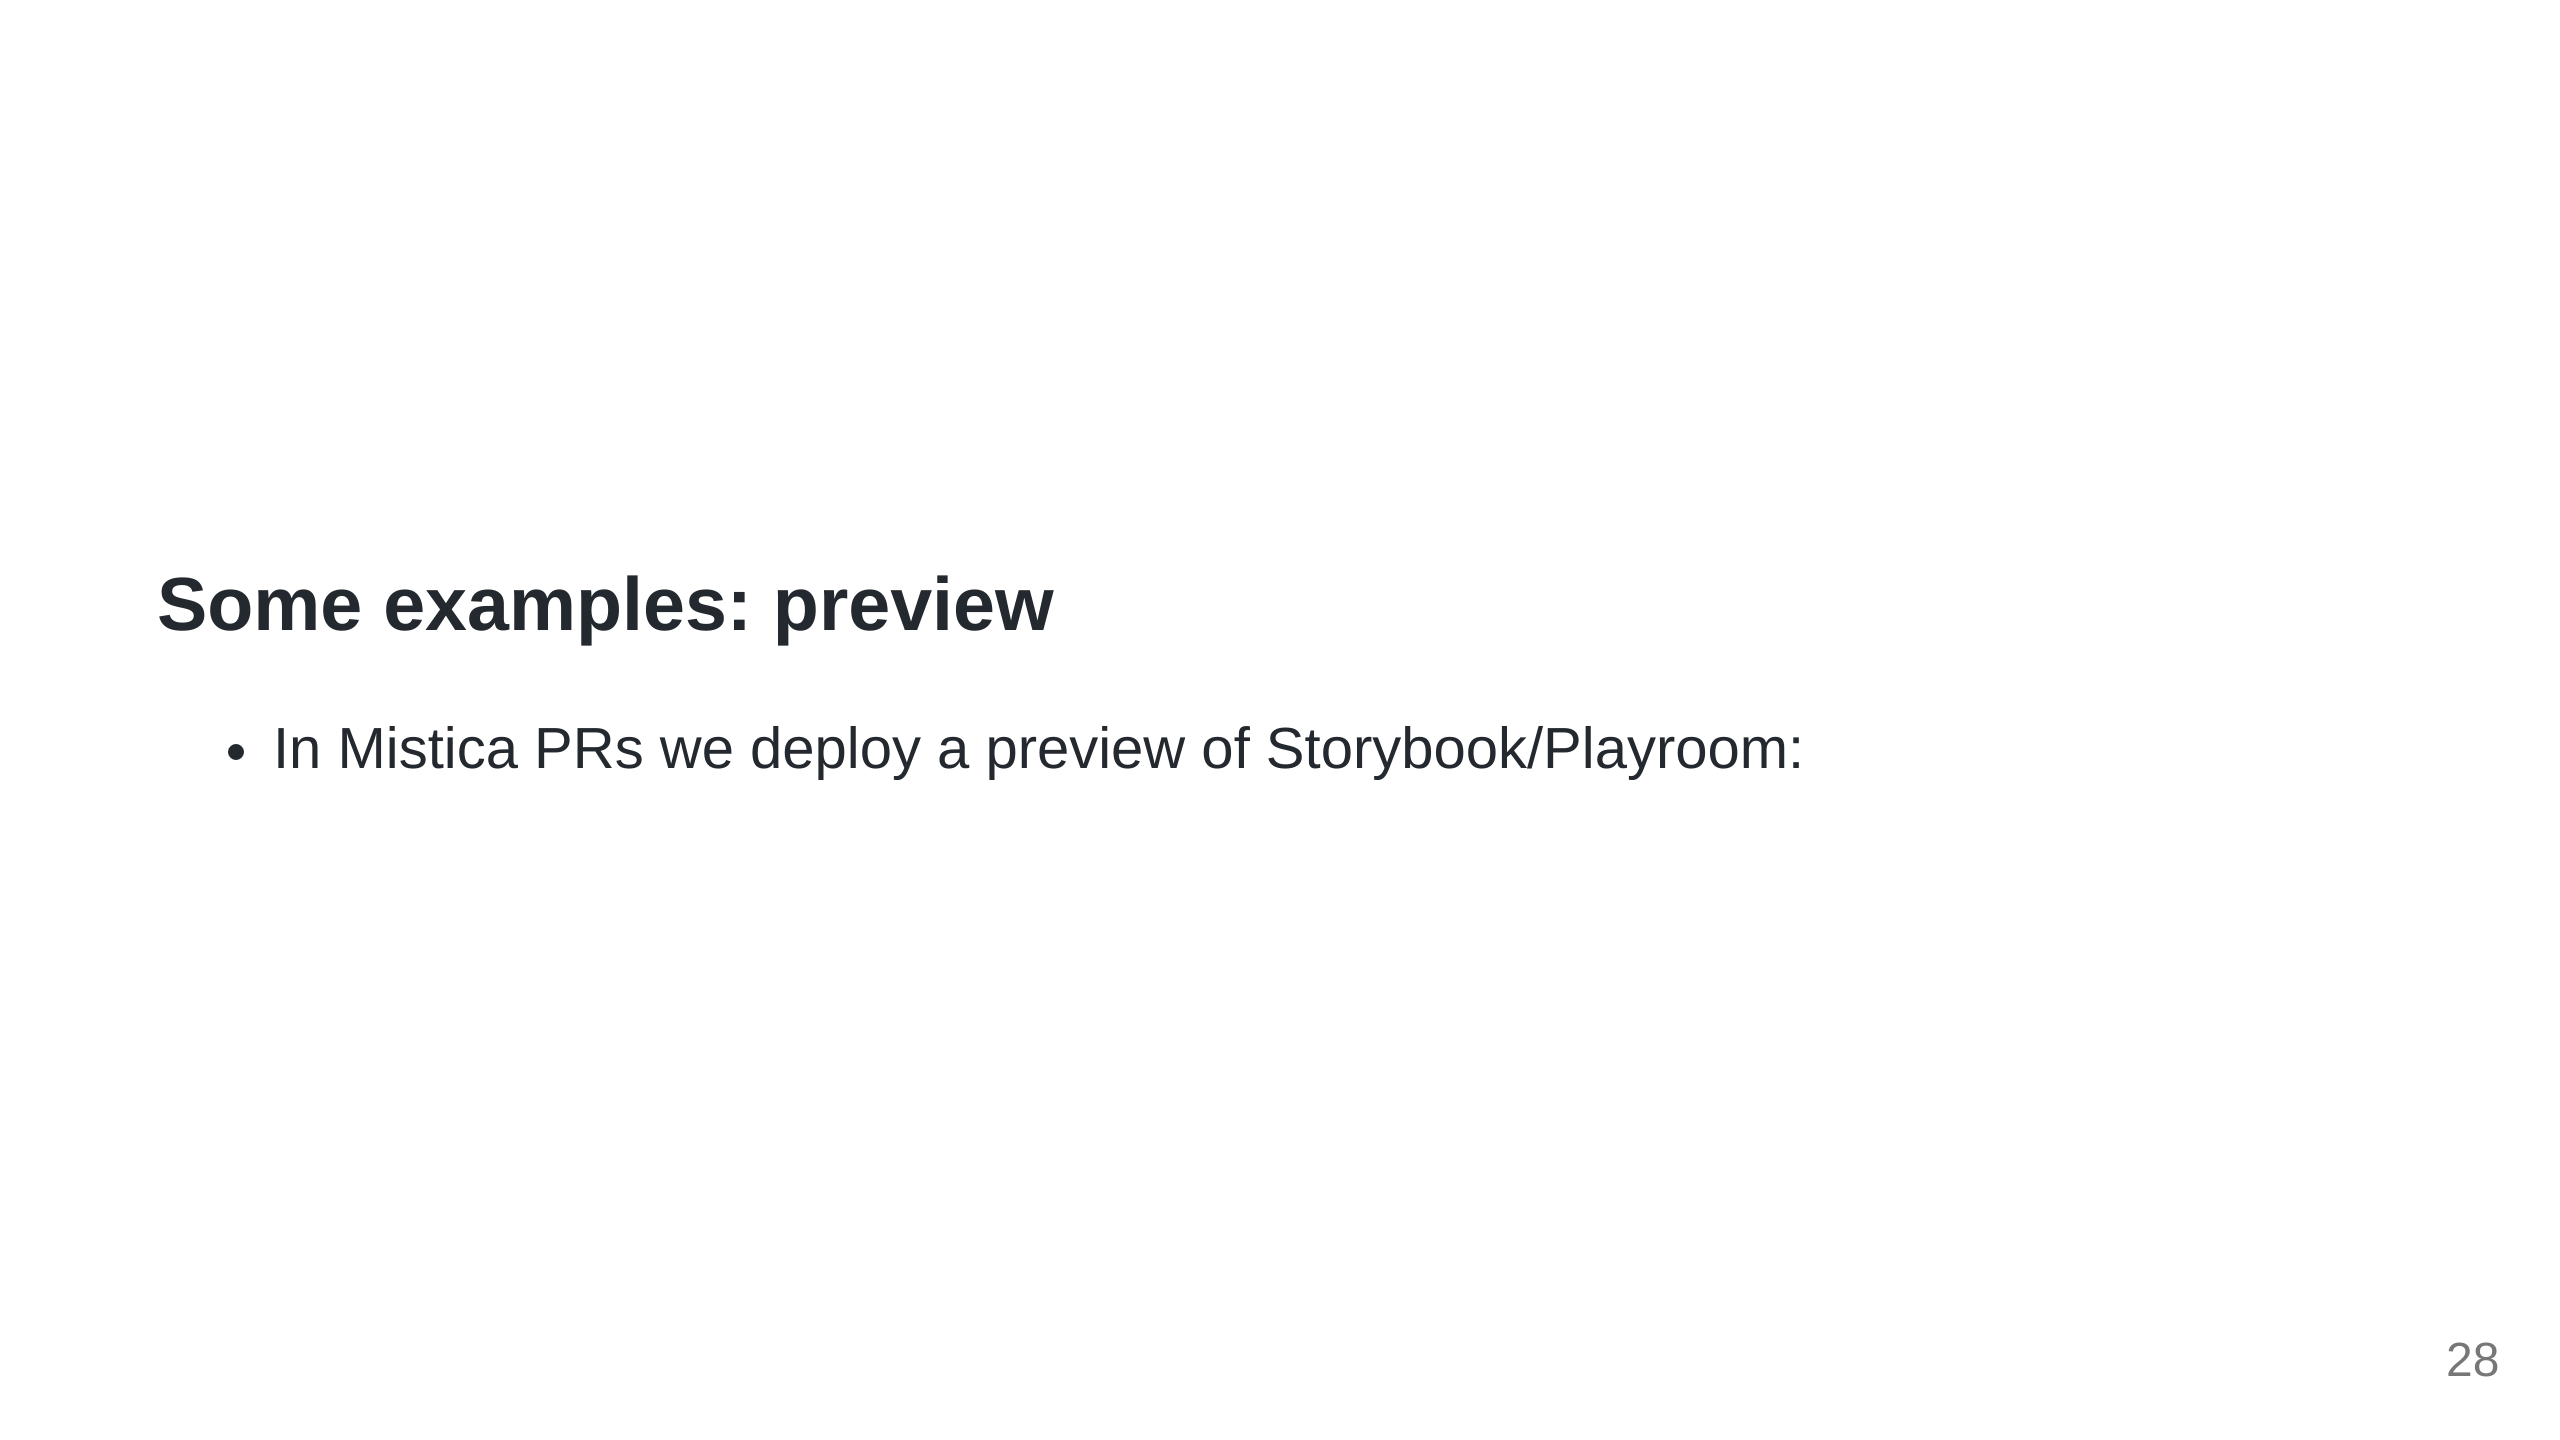 Some examples: preview
• In Mistica PRs we deploy a preview of Storybook/Playroom:
28